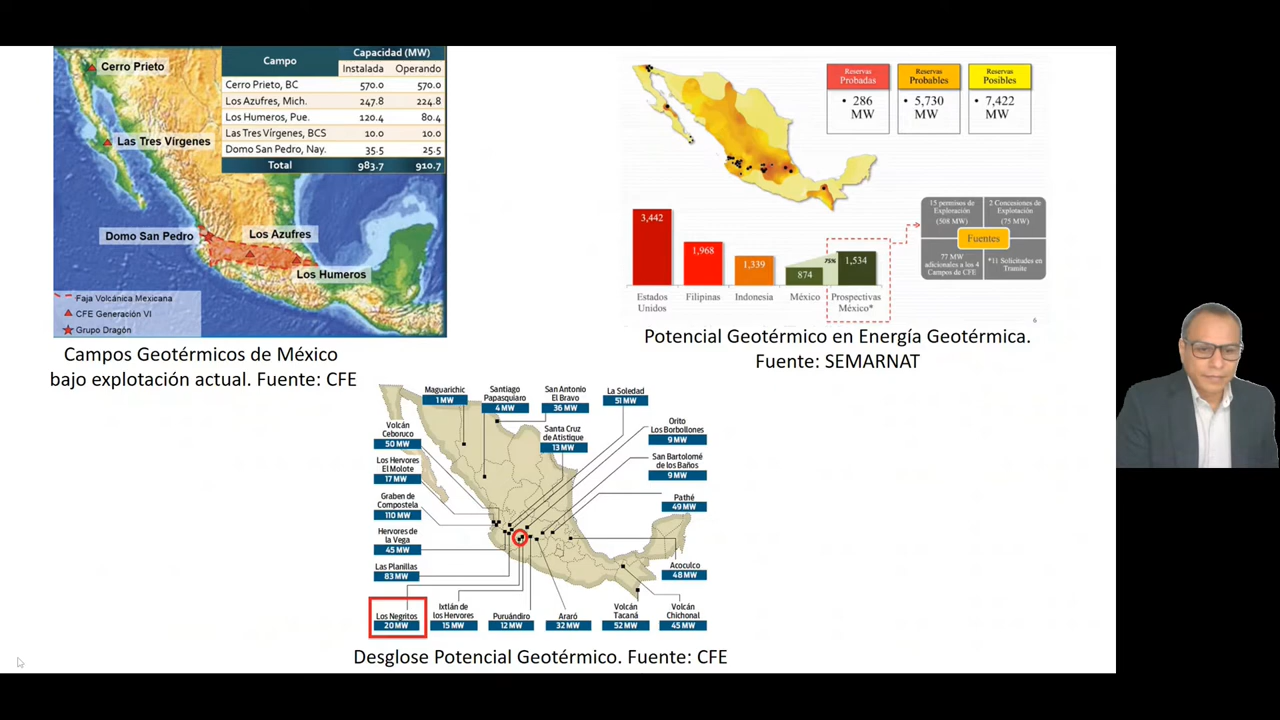 Cerro Prieto
Las Tres Vírgenes
Domo San Pedro
Los Azufres
Los Humeros
Faja Volcánica Mexicana
CFE Generación VI
Grupo Dragón
Campo
Capacidad (MW)
Instalada Operando
Cerro Prieto, BC 570.0 570.0
Los Azufres, Mich. 247.8 224.8
Los Humeros, Pue. 120.4 80.4
Las Tres Vírgenes, BCS 10.0 10.0
Domo San Pedro, Nay. 35.5 25.5
Total 983.7 910.7
Campos Geotérmicos de México
bajo explotación actual. Fuente: CFE
Reservas
Probadas
• 286
MW
Reservas
Probables
• 5,730
MW
Reservas
Posibles
• 7,422
MW
3,442
1,968
1,339
874
75%
1,534
Estados
Unidos
Filipinas
Indonesia
México
Prospectivas
México*
15 permisos de
Exploración
(508 MW)
2 Concesiones de
Explotación
(75 MW)
Fuentes
77 MW
adicionales a los 4
Campos de CFE
*11 Solicitudes en
Tramite
6
Potencial Geotérmico en Energía Geotérmica.
Fuente: SEMARNAT
Maguarichic
1 MW
Santiago
Papasquiaro
4 MW
San Antonio
El Bravo
36 MW
La Soledad
51 MW
Santa Cruz
de Atistique
13 MW
Orito
Los Borbollones
9 MW
San Bartolomé
de los Baños
9 MW
Pathé
49 MW
Acoculco
48 MW
Volcán
Ceboruco
50 MW
Los Hervores
El Molote
17 MW
Graben de
Compostela
110 MW
Hervores de
la Vega
45 MW
Las Planillas
83 MW
Los Negritos
20 MW
Ixtlán de
los Hervores
15 MW
Puruándiro
12 MW
Araró
32 MW
Volcán
Tacaná
52 MW
Volcán
Chichonal
45 MW
Desglose Potencial Geotérmico. Fuente: CFE